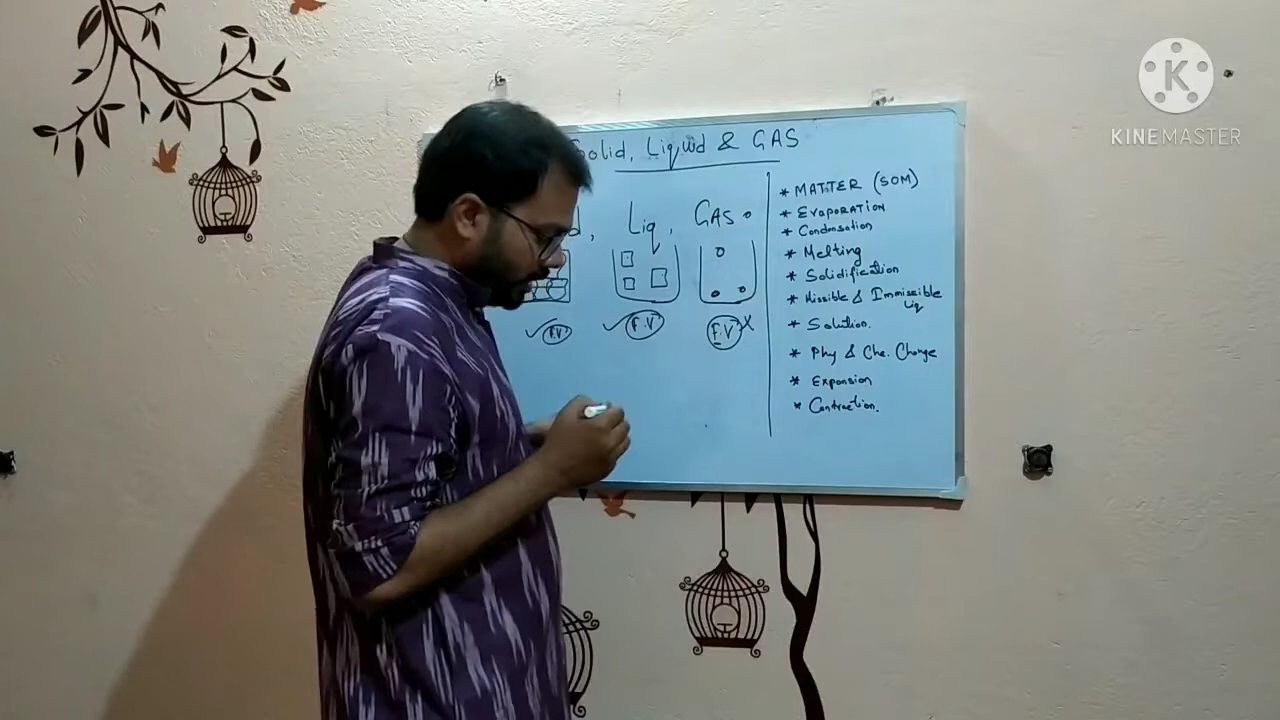 Solid, Liquid & GAS
Liq, GAS
F.V
F.V
F.V X
* MATTER (SOM)
* EVAPORATION
* Condensation
* Melting
* Solidification
* Missible & Immiscible
Liq
* Solution.
* Phy & Che. Change
* Expansion
* Contraction.
KINEMASTER